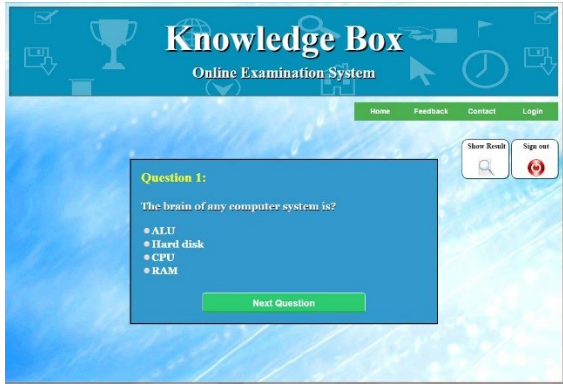 Knowledge Box
Online Examination System
Home Feedback Contact Login
Show Result Sign out
Question 1:
The brain of any computer system is?
ALU
Hard disk
CPU
RAM
Next Question